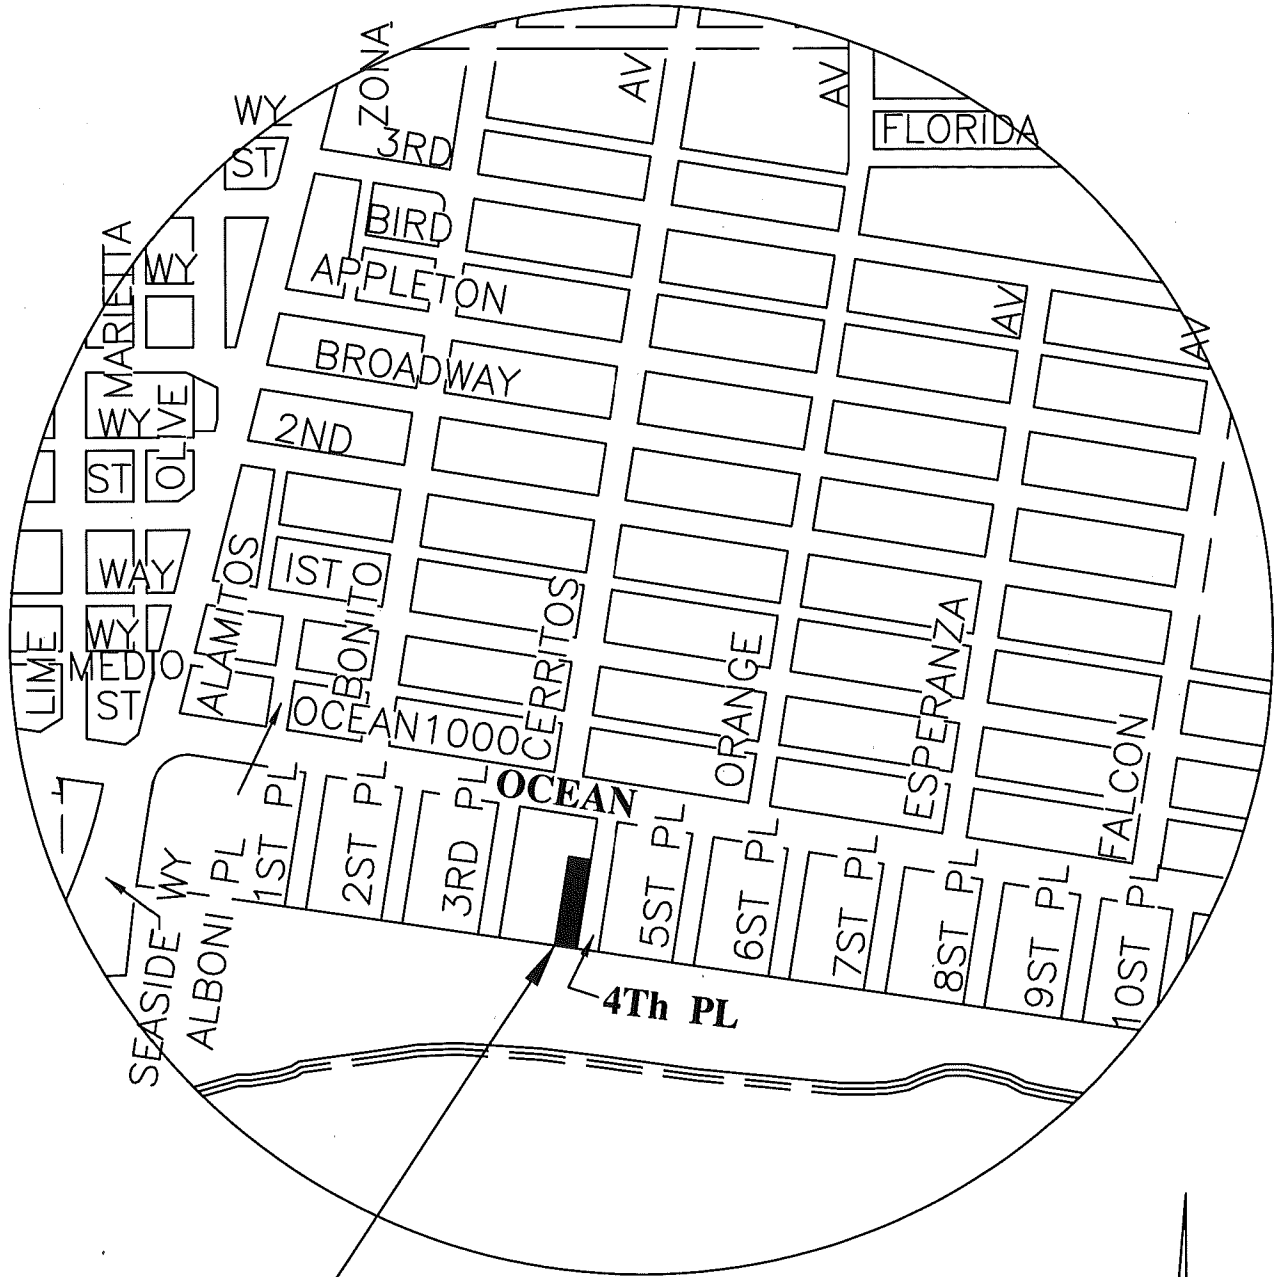 ZONA
AV
AV
WY
ST
3RD
FLORIDA
BIRD
MARIETTA
WY
APPLETON
AV
AV
BROADWAY
WY
OLIVE
2ND
ST
WAY
ALAMITOS
1ST
BONITO
CERRITOS
ORANGE
ESPERANZA
FALCON
LIME
WY
MEDIO
ST
OCEAN1000
OCEAN
1ST PL
2ST PL
3RD PL
5ST PL
6ST PL
7ST PL
8ST PL
9ST PL
10ST PL
SEASIDE WY
ALBONI PL
4Th PL